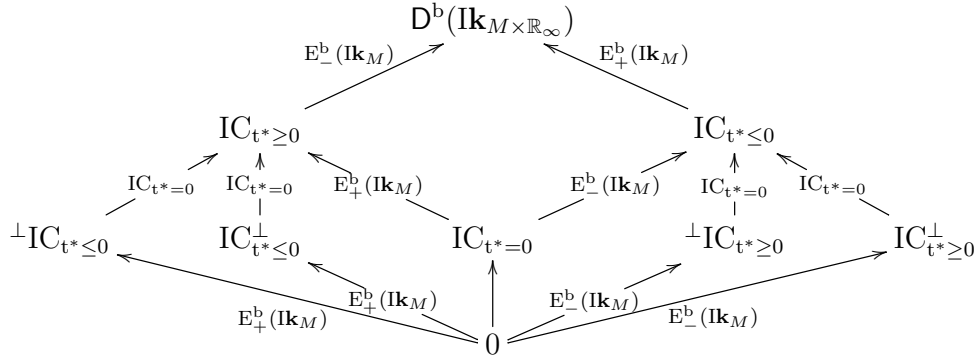 D^b(Ik_{M×ℝ_∞})
E^b_−(Ik_M) E^b_+(Ik_M)
IC_{t*≥0} IC_{t*≤0}
IC_{t*=0} IC_{t*=0} E^b_+(Ik_M) E^b_−(Ik_M) IC_{t*=0} IC_{t*=0}
^⊥IC_{t*≤0} IC^⊥_{t*≤0} IC_{t*=0} ^⊥IC_{t*≥0} IC^⊥_{t*≥0}
E^b_+(Ik_M) E^b_+(Ik_M) E^b_−(Ik_M) E^b_−(Ik_M)
0